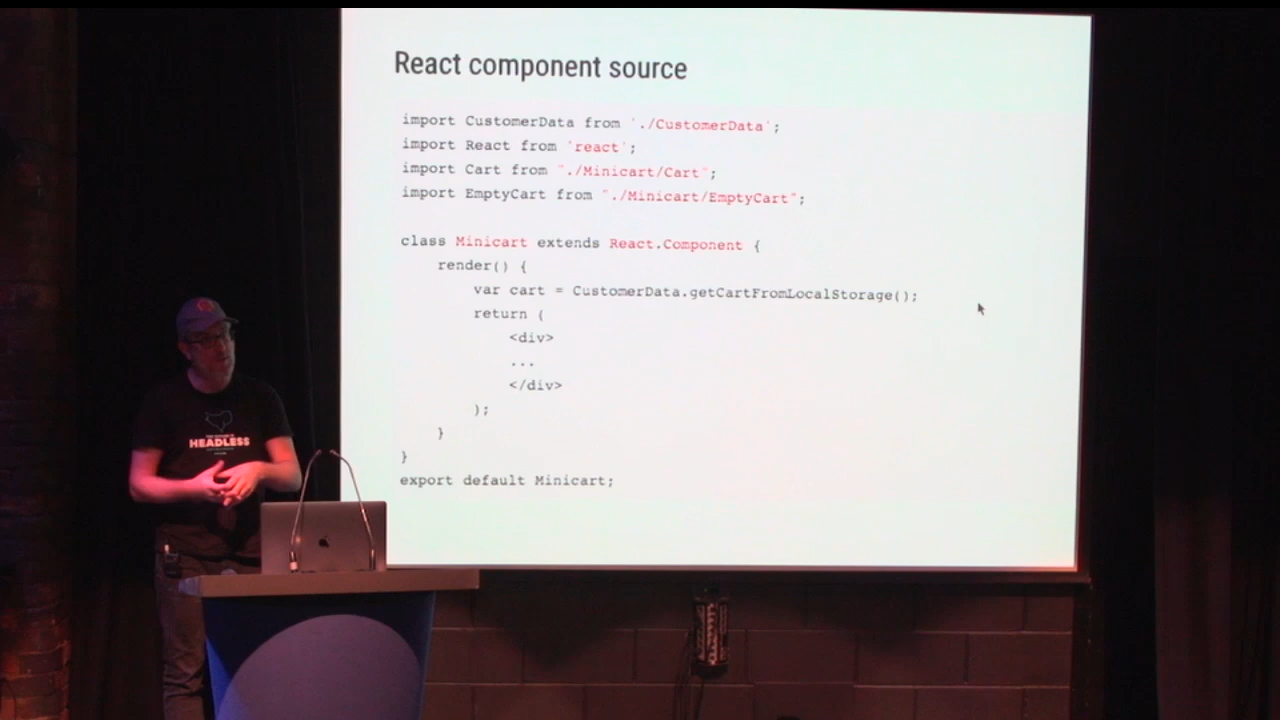 React component source
import CustomerData from './CustomerData';
import React from 'react';
import Cart from "./Minicart/Cart";
import EmptyCart from "./Minicart/EmptyCart";
class Minicart extends React.Component {
render() {
var cart = CustomerData.getCartFromLocalStorage();
return (
<div>
...
</div>
);
}
}
export default Minicart;
HEADLESS